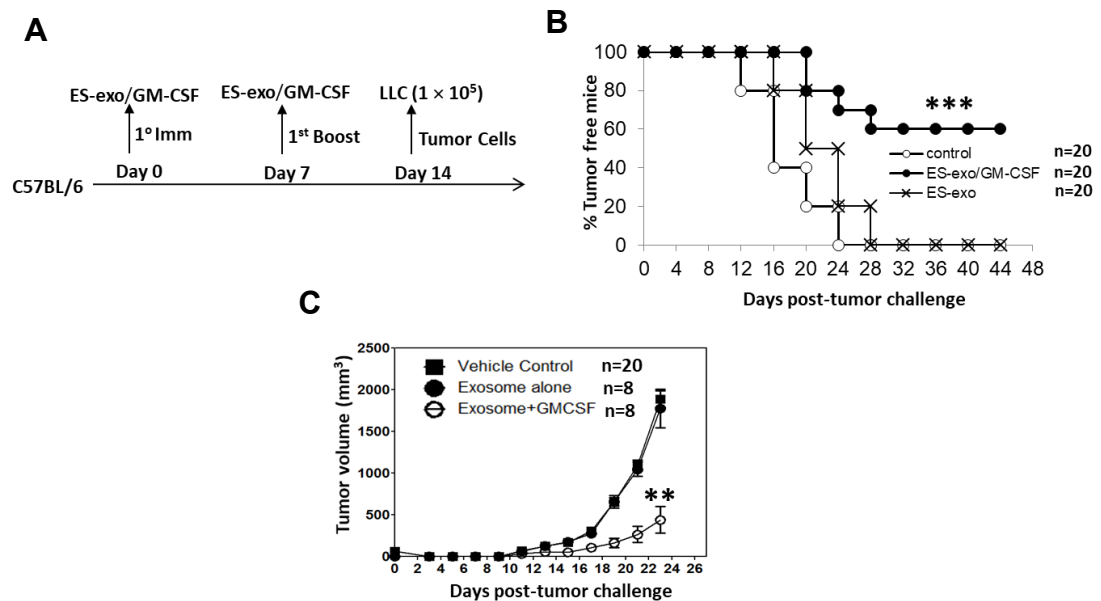 A
ES-exo/GM-CSF ES-exo/GM-CSF LLC (1 × 10⁵)
1º Imm 1ˢᵗ Boost Tumor Cells
Day 0 Day 7 Day 14
C57BL/6
B
100
80
60
40
20
0
% Tumor free mice
***
control n=20
ES-exo/GM-CSF n=20
ES-exo n=20
0 4 8 12 16 20 24 28 32 36 40 44 48
Days post-tumor challenge
C
2500
2000
1500
1000
500
0
Tumor volume (mm³)
Vehicle Control n=20
Exosome alone n=8
Exosome+GMCSF n=8
**
0 2 4 6 8 10 12 14 16 18 20 22 24 26
Days post-tumor challenge